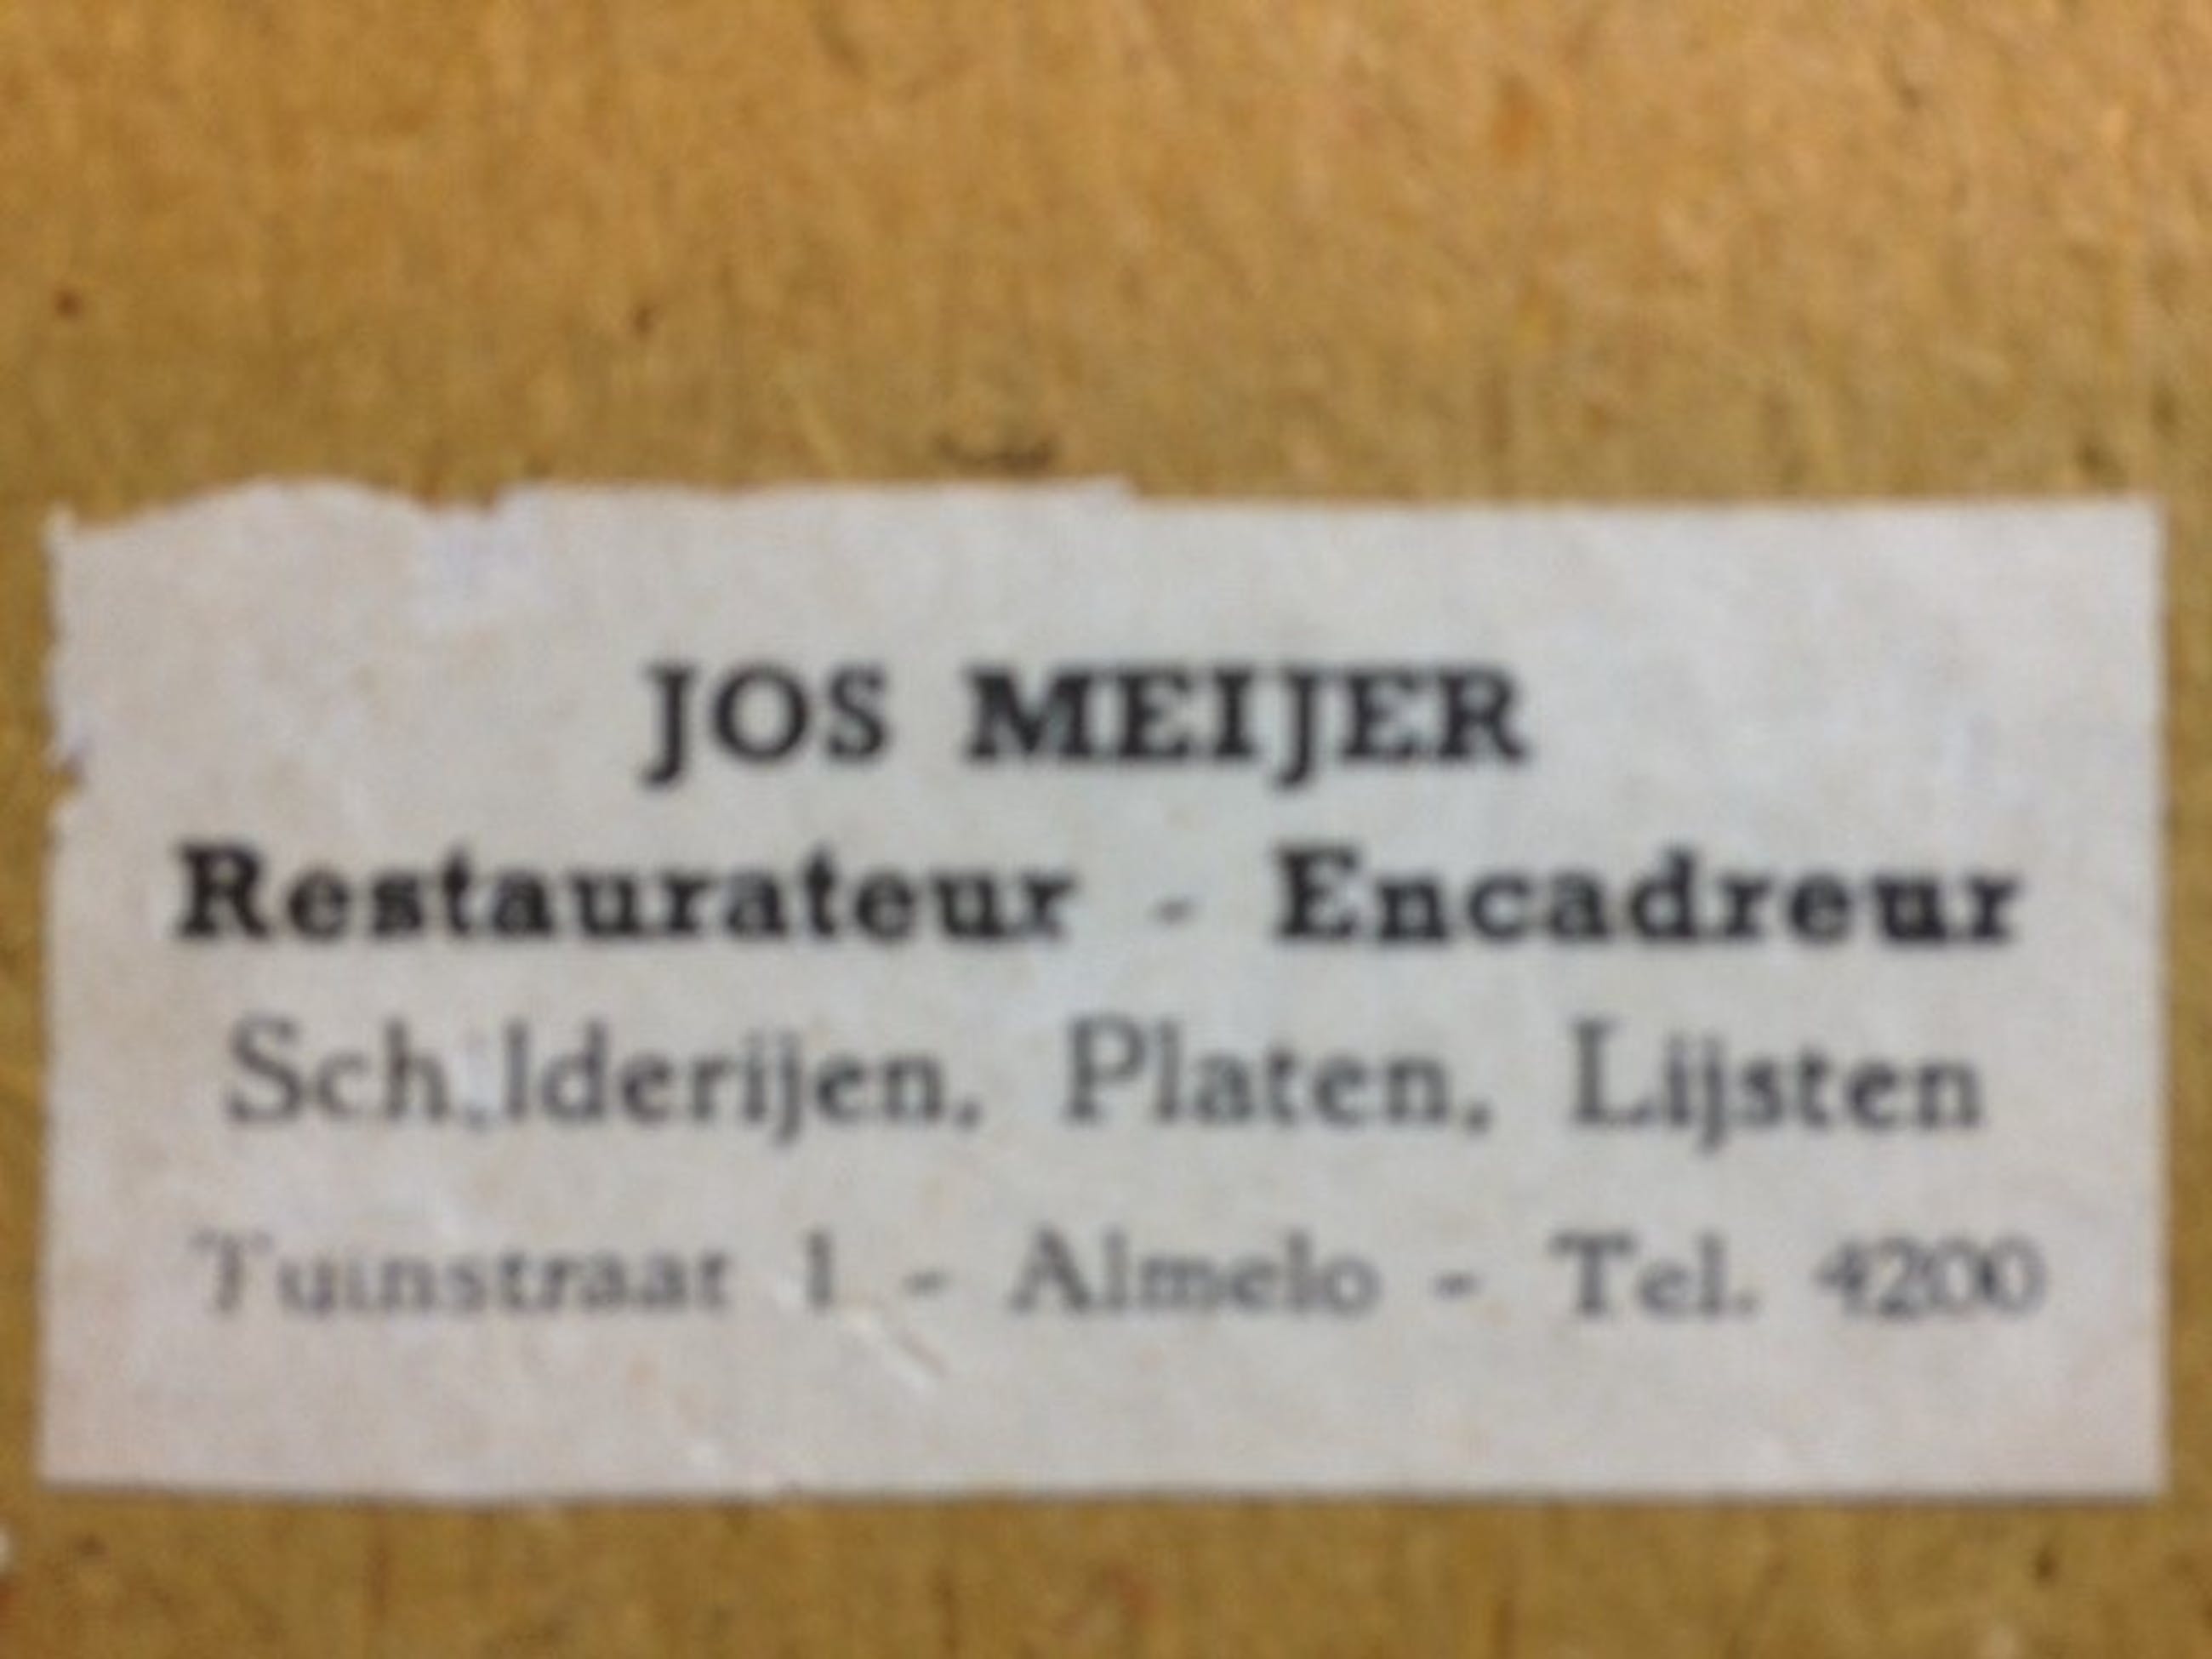 JOS MEIJER
Restaurateur - Encadreur
Schilderijen, Platen, Lijsten
Tuinstraat 1 - Almelo - Tel. 4200